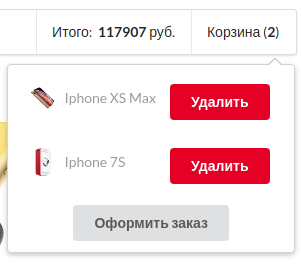 Итого: 117907 руб. Корзина (2)
Iphone XS Max Удалить
Iphone 7S Удалить
Оформить заказ